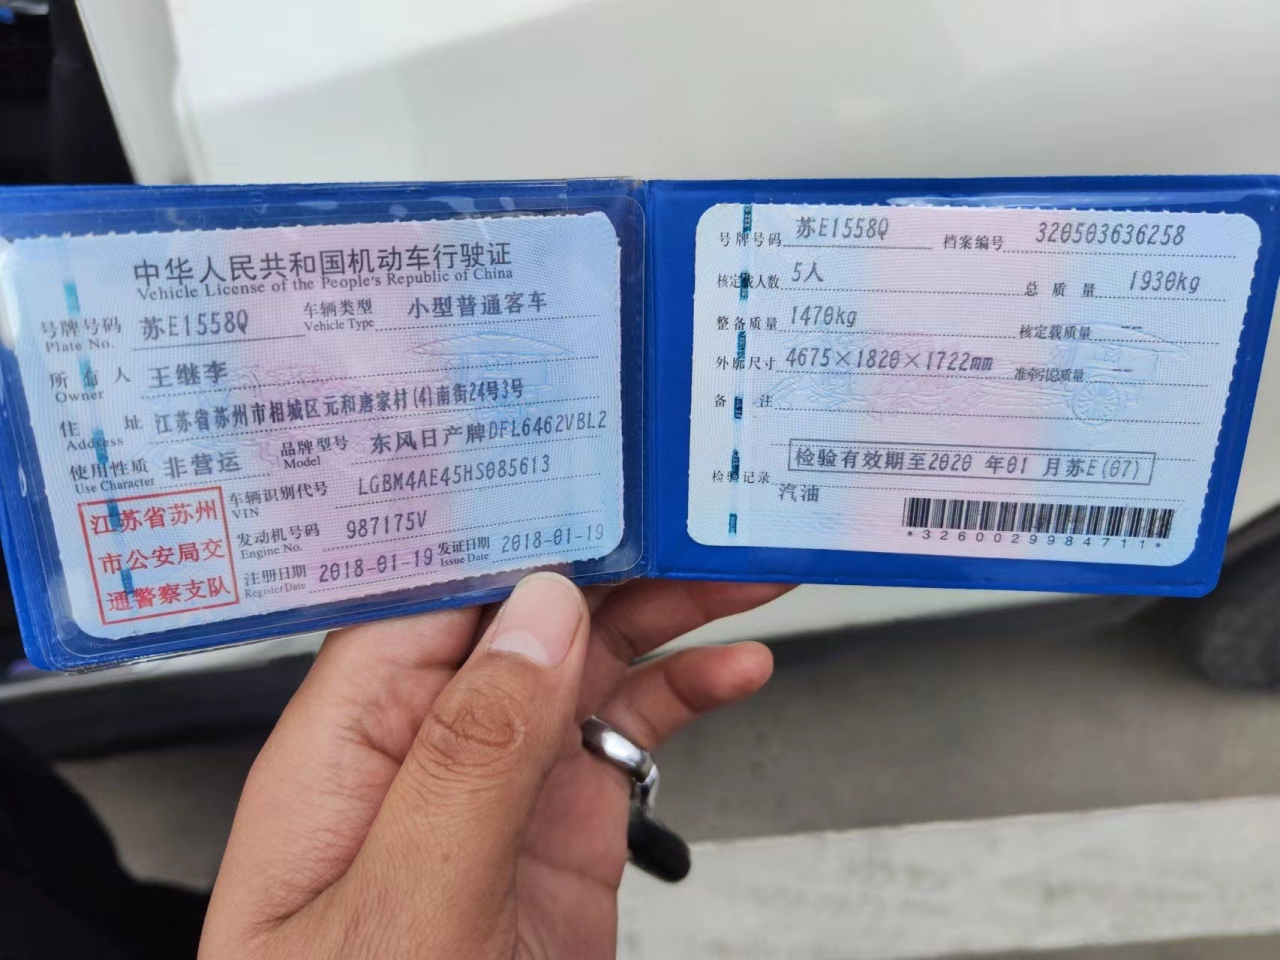 中华人民共和国机动车行驶证
Vehicle License of the People's Republic of China
号牌号码 苏E1558Q 车辆类型 小型普通客车
Plate No. Vehicle Type
所有人 王继李
Owner
住址 江苏省苏州市相城区元和唐家村(4)南街24号3号
Address
使用性质 非营运 品牌型号 东风日产牌DFL6462VBL2
Use Character Model
车辆识别代号 LGBM4AE45HS085613
VIN
发动机号码 987175V
Engine No.
注册日期 2018-01-19 发证日期 2018-01-19
Register Date Issue Date
江苏省苏州
市公安局交
通警察支队
号牌号码 苏E1558Q 档案编号 320503636258
核定载人数 5人 总质量 1930kg
整备质量 1470kg 核定载质量 --
外廓尺寸 4675×1820×1722mm 准牵引总质量 --
备注
检验有效期至2020 年01 月苏E(07)
检验记录
汽油
*3260029984711*